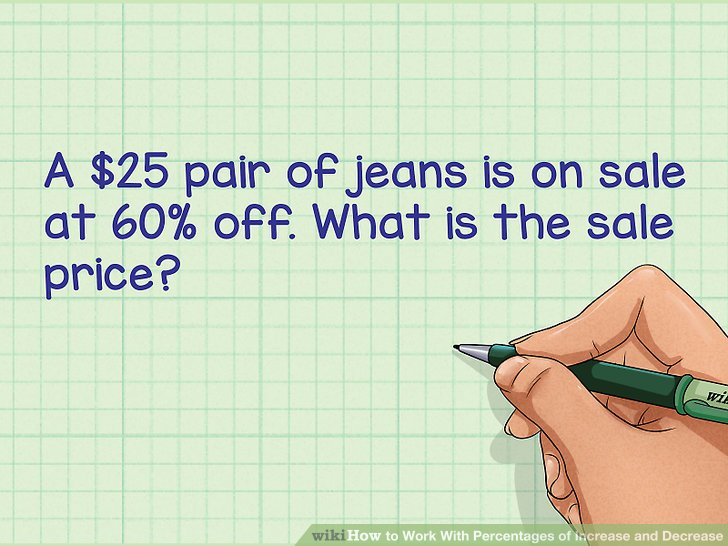 A $25 pair of jeans is on sale
at 60% off. What is the sale
price?
wiki
wikiHow to Work With Percentages of Increase and Decrease